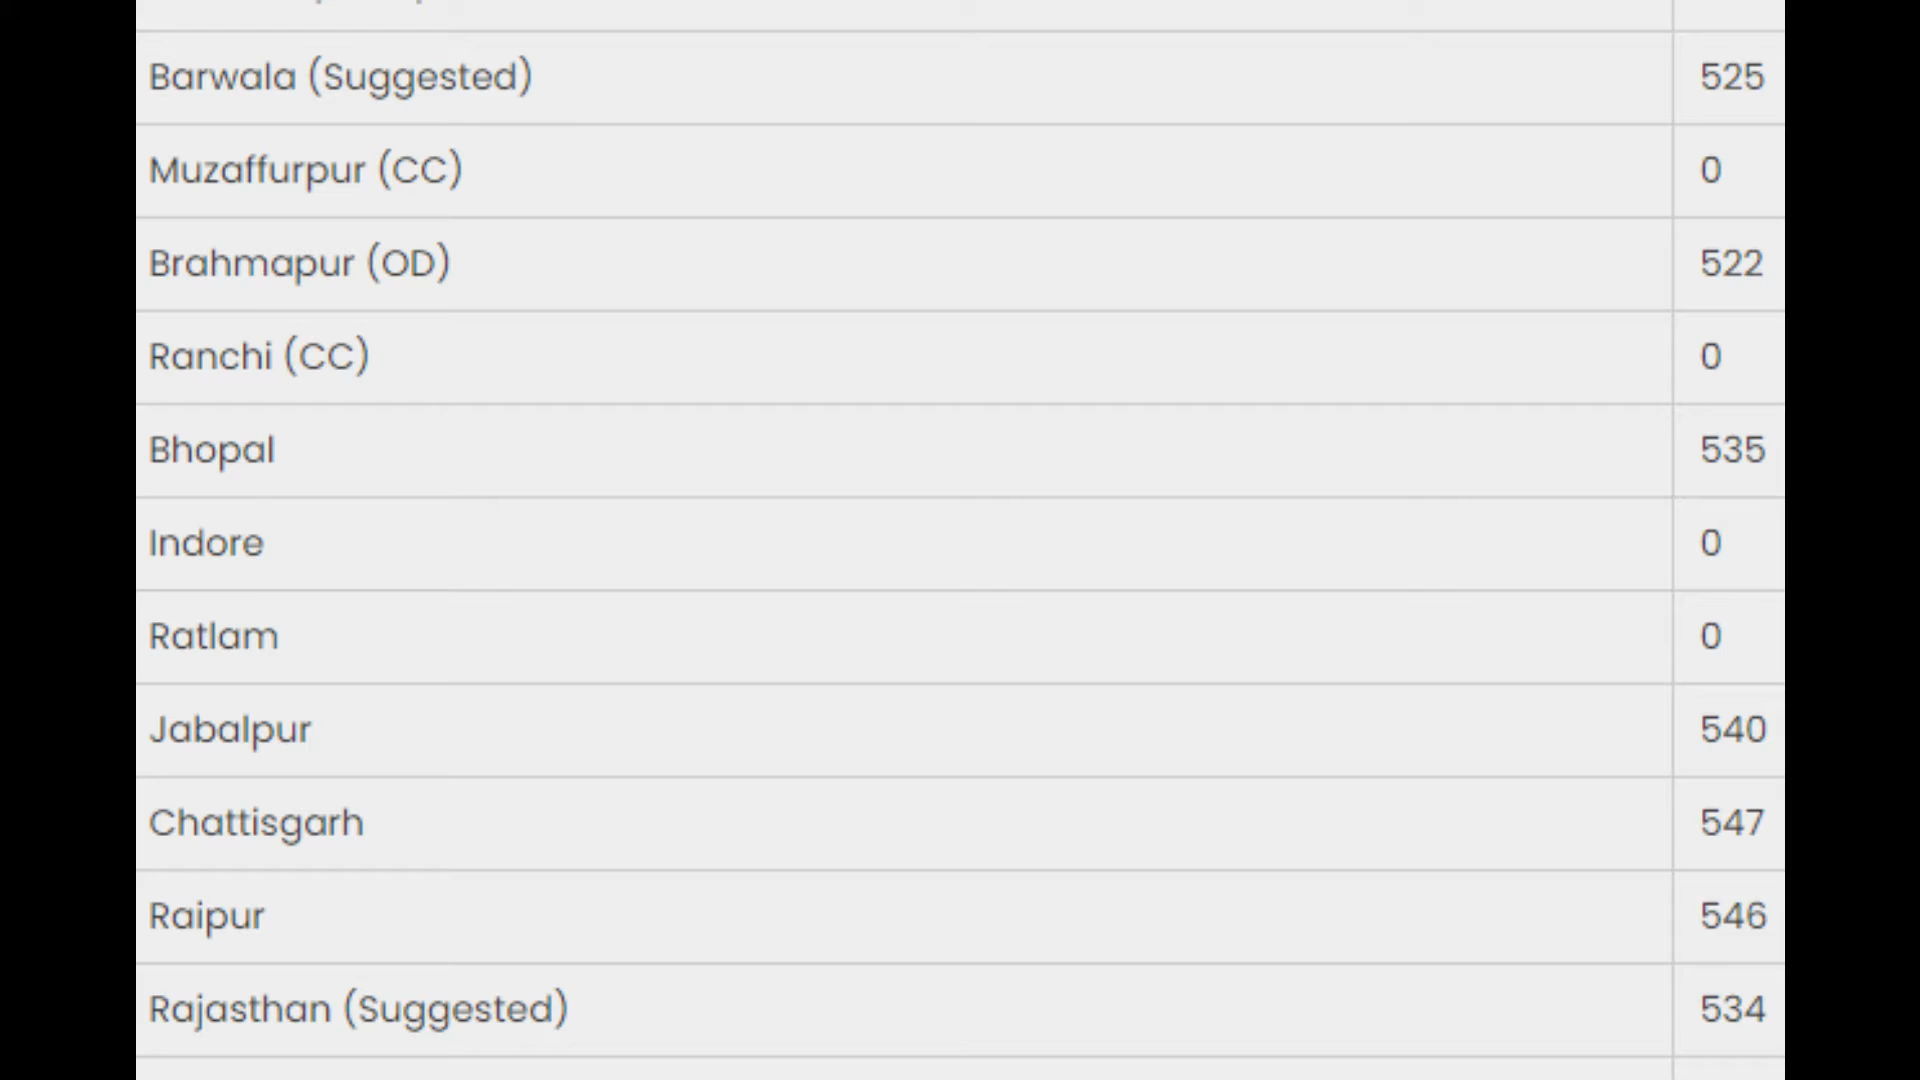 Barwala (Suggested) 525
Muzaffurpur (CC) 0
Brahmapur (OD) 522
Ranchi (CC) 0
Bhopal 535
Indore 0
Ratlam 0
Jabalpur 540
Chattisgarh 547
Raipur 546
Rajasthan (Suggested) 534